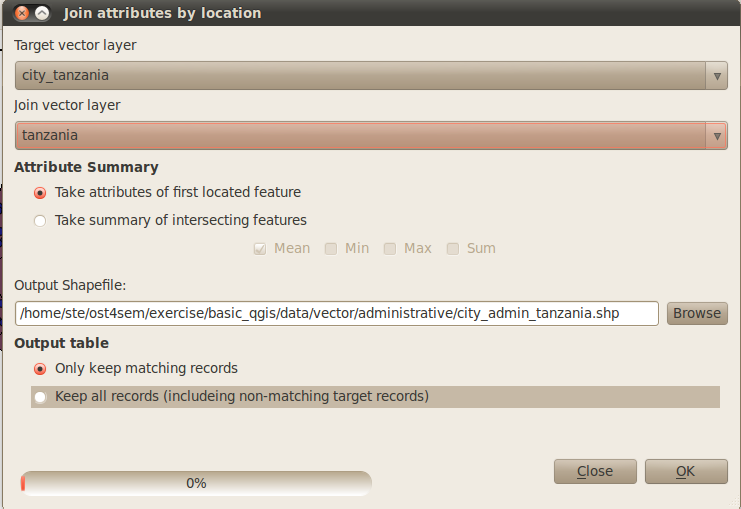 Join attributes by location
Target vector layer
city_tanzania
Join vector layer
tanzania
Attribute Summary
Take attributes of first located feature
Take summary of intersecting features
Mean Min Max Sum
Output Shapefile:
/home/ste/ost4sem/exercise/basic_qgis/data/vector/administrative/city_admin_tanzania.shp Browse
Output table
Only keep matching records
Keep all records (includeing non-matching target records)
0% Close OK